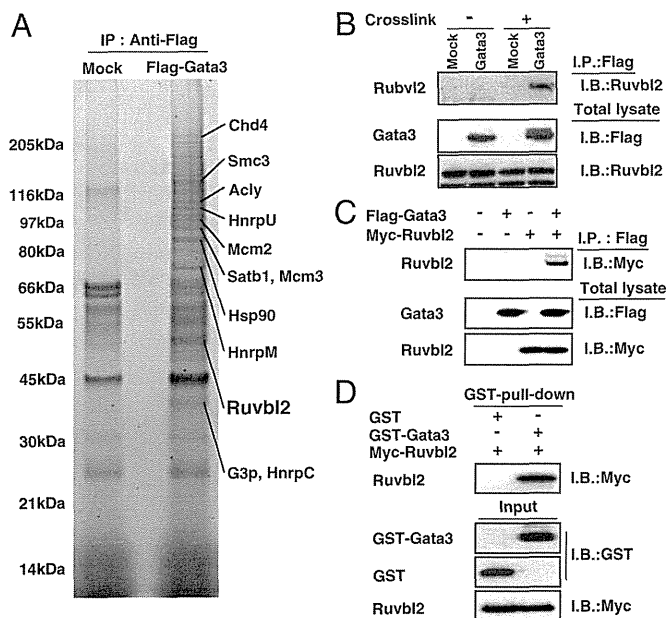 A
IP : Anti-Flag
Mock Flag-Gata3
205kDa
116kDa
97kDa
80kDa
66kDa
55kDa
45kDa
30kDa
21kDa
14kDa
Chd4
Smc3
Acly
HnrpU
Mcm2
Satb1, Mcm3
Hsp90
HnrpM
Ruvbl2
G3p, HnrpC
B
Crosslink - +
Mock Gata3 Mock Gata3
I.P.:Flag
Rubvl2 I.B.:Ruvbl2
Total lysate
Gata3 I.B.:Flag
Ruvbl2 I.B.:Ruvbl2
C
Flag-Gata3 - + - +
Myc-Ruvbl2 - - + +
I.P. : Flag
Ruvbl2 I.B.:Myc
Total lysate
Gata3 I.B.:Flag
Ruvbl2 I.B.:Myc
D
GST-pull-down
GST + -
GST-Gata3 - +
Myc-Ruvbl2 + +
Ruvbl2 I.B.:Myc
Input
GST-Gata3
I.B.:GST
GST
Ruvbl2 I.B.:Myc